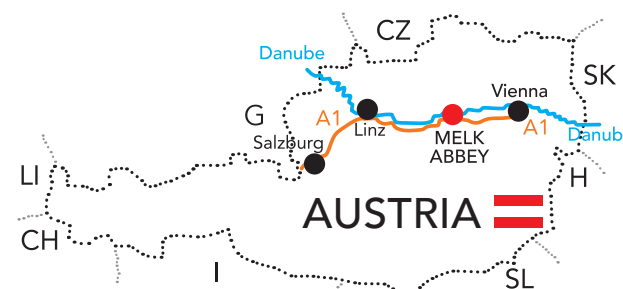 CZ
Danube
SK
Vienna
G
A1
Linz
MELK
ABBEY
A1
Danub
Salzburg
LI
H
AUSTRIA
CH
I
SL